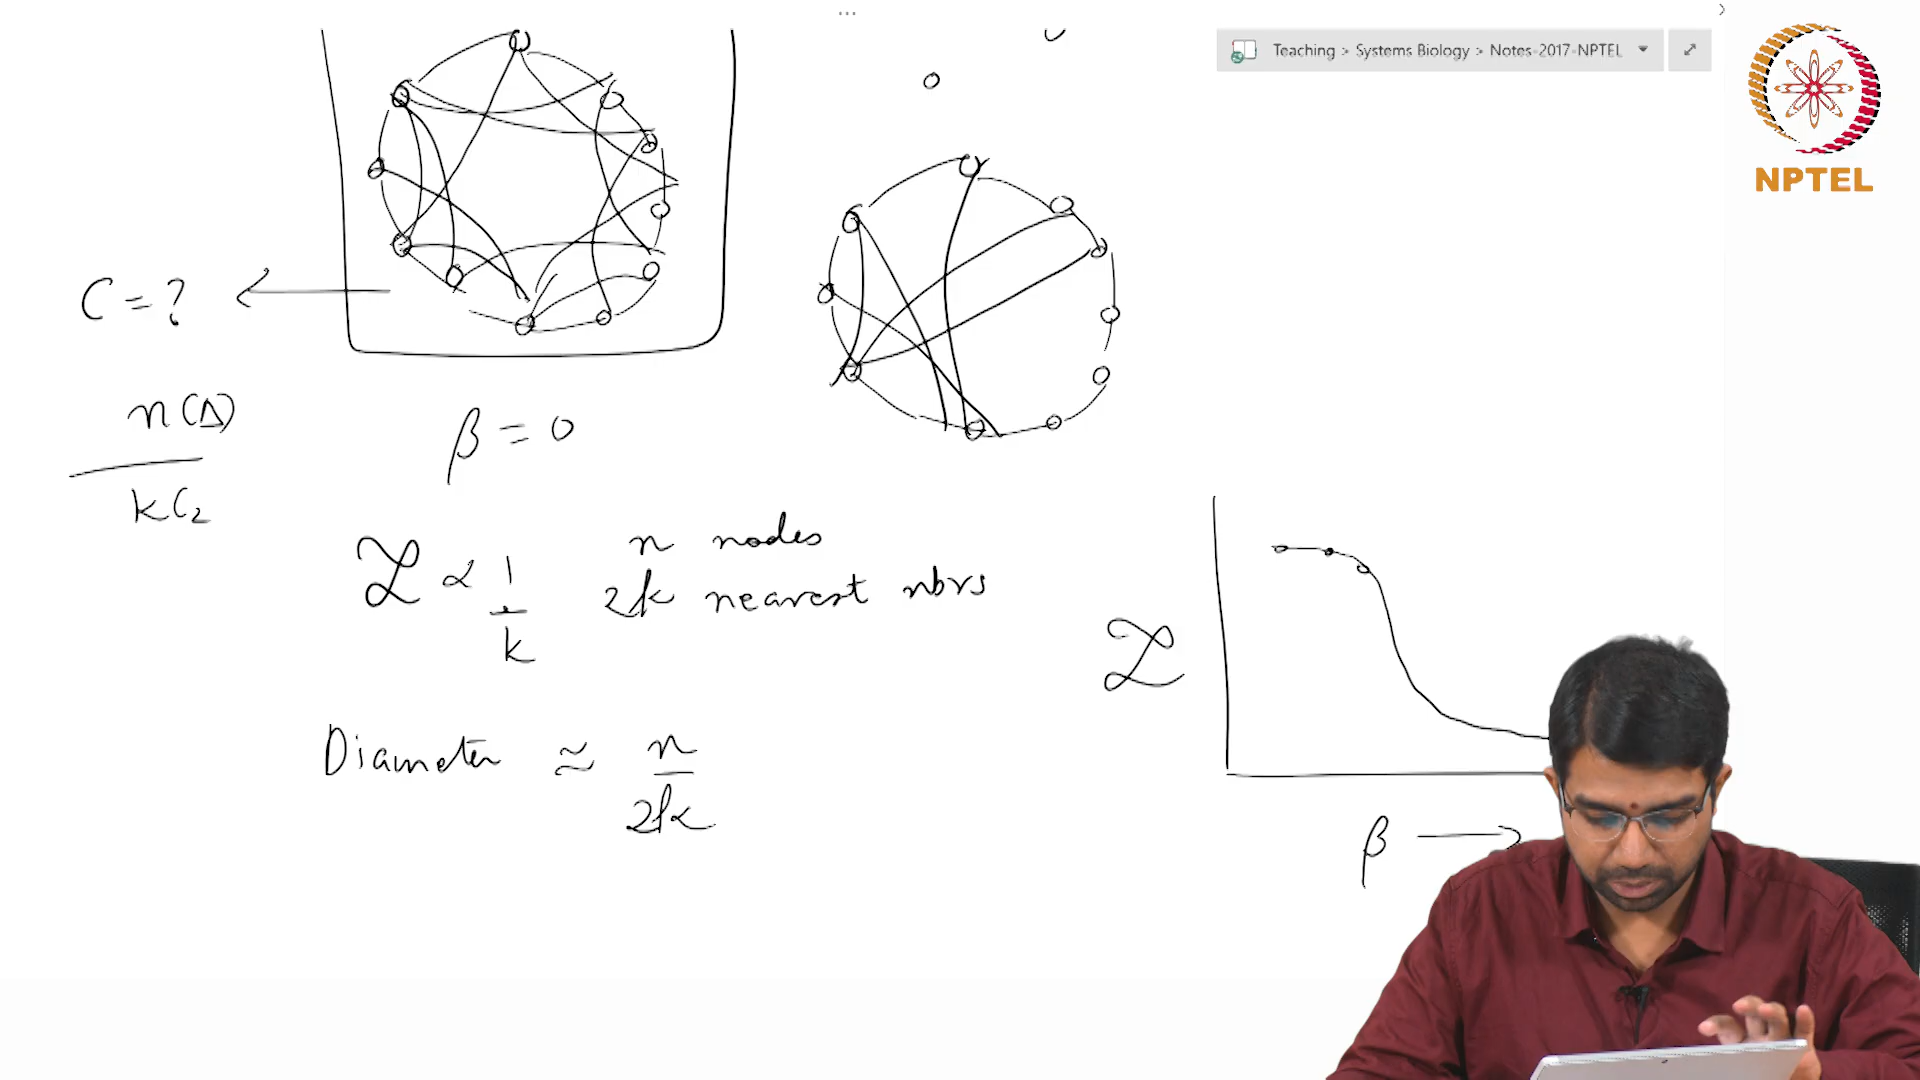 Teaching > Systems Biology > Notes-2017-NPTEL
NPTEL
C = ?
n(Δ)
kC2
β = 0
L ∝ 1/k
n nodes
2k nearest nbrs
L
Diameter ≈ n/2k
β →